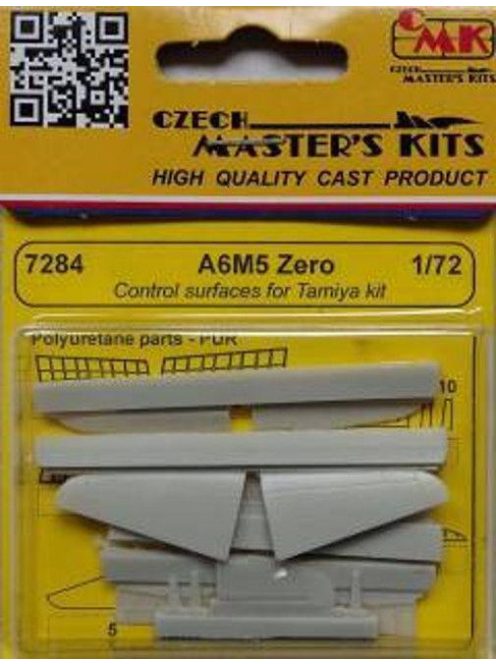 CMK
CZECH
MASTER'S KITS
CZECH
MASTER'S KITS
HIGH QUALITY CAST PRODUCT
7284 A6M5 Zero 1/72
Control surfaces for Tamiya kit
Polyuretane parts - PUR
10
5